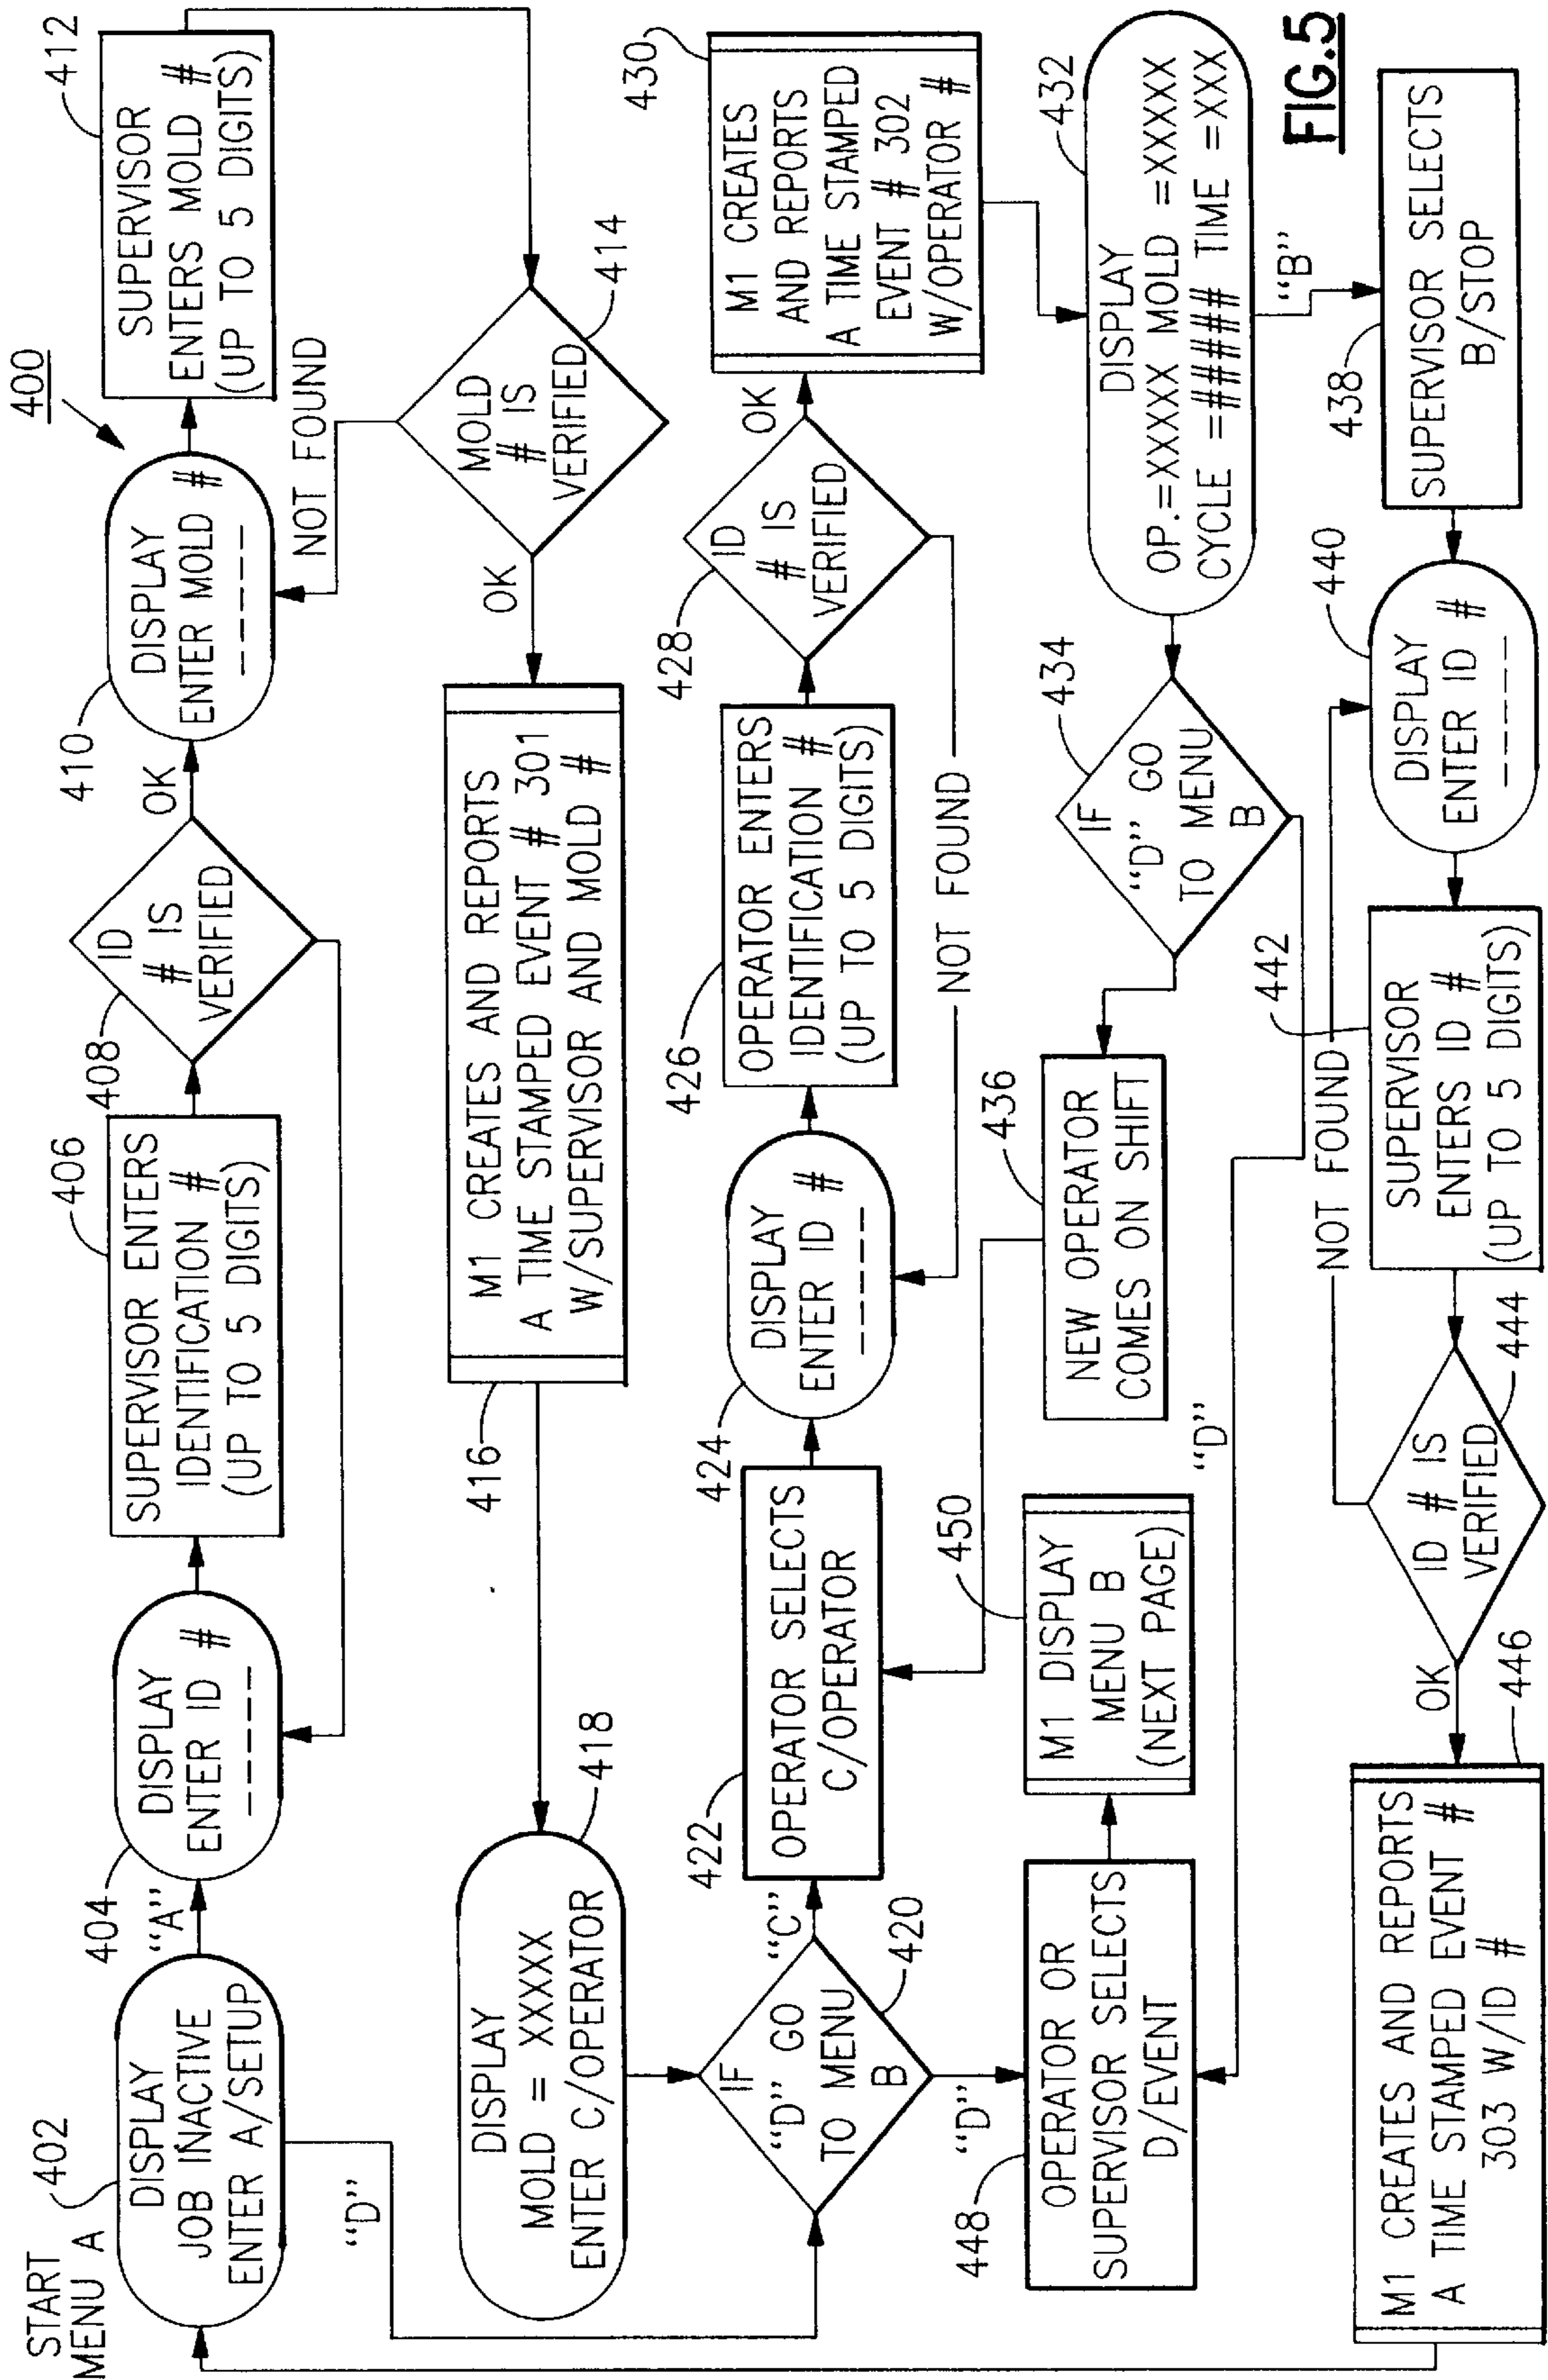 START
MENU A
402
DISPLAY
JOB INACTIVE
ENTER A/SETUP
"A"
"D"
404
DISPLAY
ENTER ID #
_ _ _ _ _
406
SUPERVISOR ENTERS
IDENTIFICATION #
(UP TO 5 DIGITS)
408
ID
# IS
VERIFIED
OK
410
DISPLAY
ENTER MOLD #
_ _ _ _ _
400
412
SUPERVISOR
ENTERS MOLD #
(UP TO 5 DIGITS)
NOT FOUND
414
MOLD
# IS
VERIFIED
OK
416
M1 CREATES AND REPORTS
A TIME STAMPED EVENT # 301
W/SUPERVISOR AND MOLD #
418
DISPLAY
MOLD = XXXXX
ENTER C/OPERATOR
420
IF
"D" GO
TO MENU
B
"C"
"D"
422
OPERATOR SELECTS
C/OPERATOR
424
DISPLAY
ENTER ID #
_ _ _ _ _
426
OPERATOR ENTERS
IDENTIFICATION #
(UP TO 5 DIGITS)
428
ID
# IS
VERIFIED
OK
NOT FOUND
430
M1 CREATES
AND REPORTS
A TIME STAMPED
EVENT # 302
W/OPERATOR #
432
DISPLAY
OP.=XXXXX MOLD =XXXXX
CYCLE =##### TIME =XXX
"B"
434
IF
"D" GO
TO MENU
B
436
NEW OPERATOR
COMES ON SHIFT
"D"
448
OPERATOR OR
SUPERVISOR SELECTS
D/EVENT
450
M1 DISPLAY
MENU B
(NEXT PAGE)
438
SUPERVISOR SELECTS
B/STOP
440
DISPLAY
ENTER ID #
_ _ _ _ _
442
SUPERVISOR
ENTERS ID #
(UP TO 5 DIGITS)
NOT FOUND
444
ID # IS
VERIFIED
OK
446
M1 CREATES AND REPORTS
A TIME STAMPED EVENT #
303 W/ID #
FIG.5